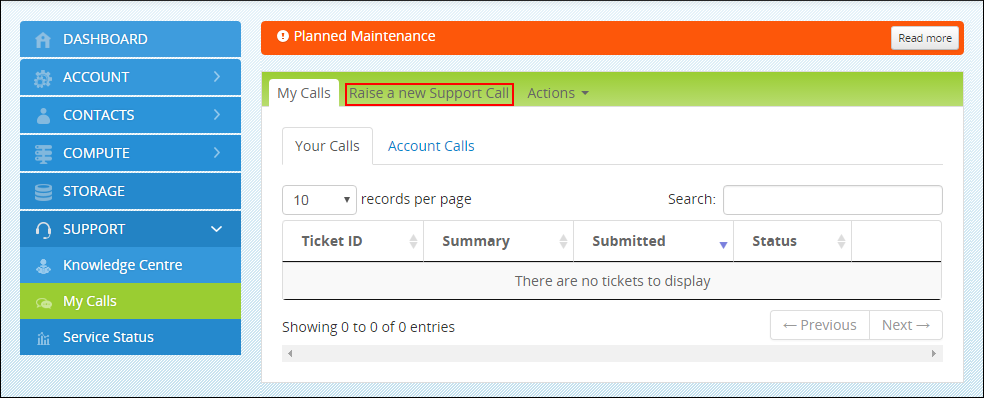 DASHBOARD
ACCOUNT
CONTACTS
COMPUTE
STORAGE
SUPPORT
Knowledge Centre
My Calls
Service Status
Planned Maintenance Read more
My Calls Raise a new Support Call Actions
Your Calls Account Calls
10 records per page Search:
Ticket ID Summary Submitted Status
There are no tickets to display
Showing 0 to 0 of 0 entries
← Previous Next →